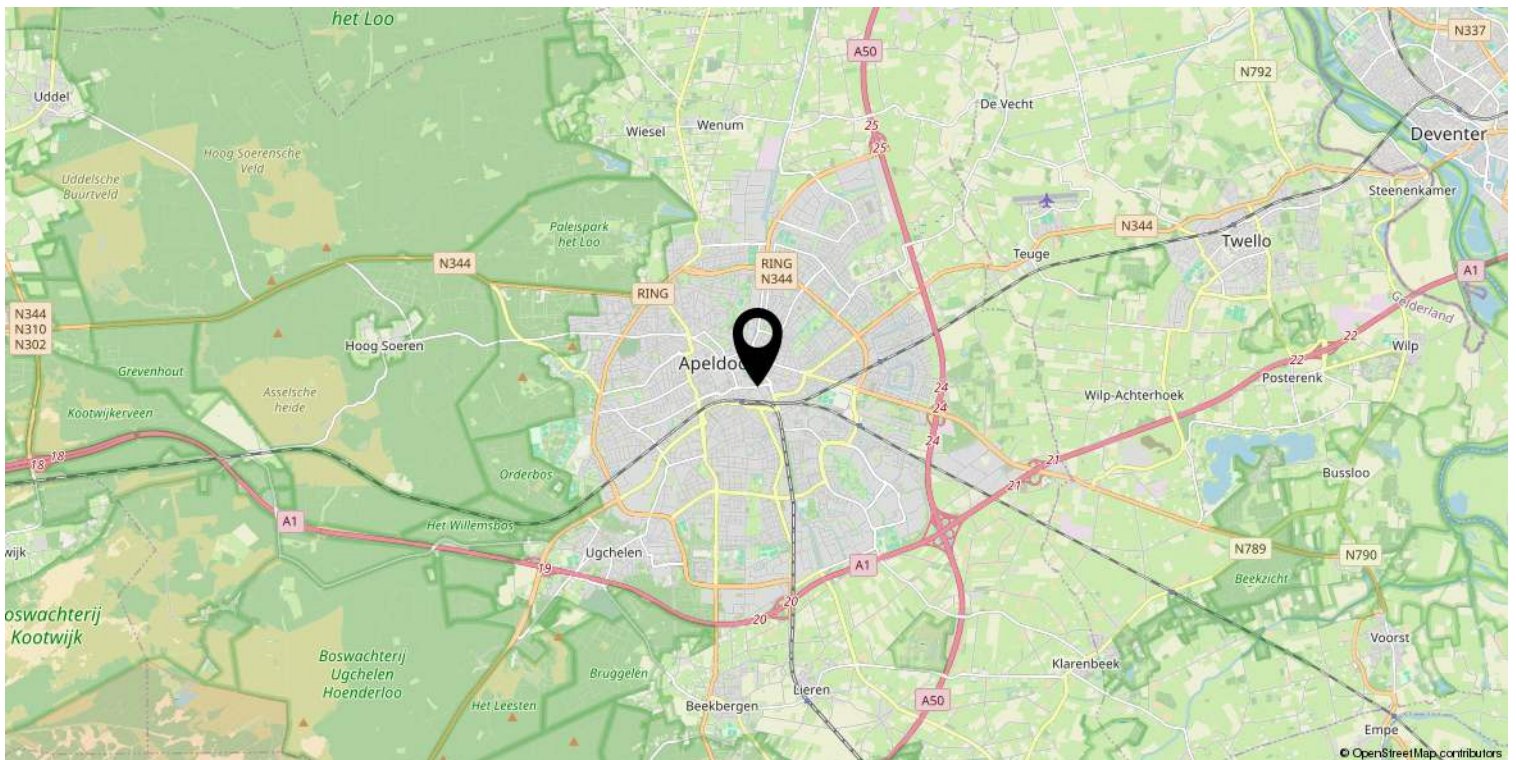 het Loo
A50
N337
N792
Uddel
De Vecht
Wiesel
Wenum
25
25
Deventer
Hoog Soerensche
Veld
Uddelsche
Buurtveld
Steenenkamer
Paleispark
het Loo
N344
Teuge
Twello
N344
RING
N344
A1
RING
Gelderland
N344
N310
N302
Hoog Soeren
22
22
Wilp
Apeldoo
Grevenhout
Posterenk
24
24
24
Wilp-Achterhoek
Asselsche
heide
Kootwijkerveen
18
18
Orderbos
21
21
Bussloo
A1
Het Willemsbos
wijk
Ugchelen
19
A1
N789
N790
Beekzicht
20
20
oswachterij
Kootwijk
Voorst
Boswachterij
Ugchelen
Hoenderloo
Bruggelen
Klarenbeek
Lieren
Het Leesten
Beekbergen
A50
Empe
© OpenStreetMap contributors